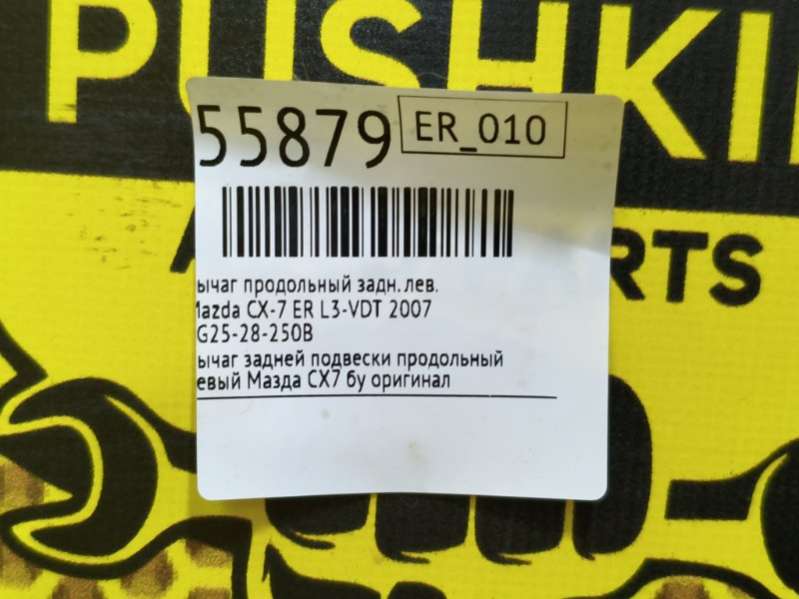 PUSHKI
55879 ER_010
A RTS
ычаг продольный задн.лев.
Mazda CX-7 ER L3-VDT 2007
G25-28-250B
ычаг задней подвески продольный
евый Мазда СХ7 бу оригинал